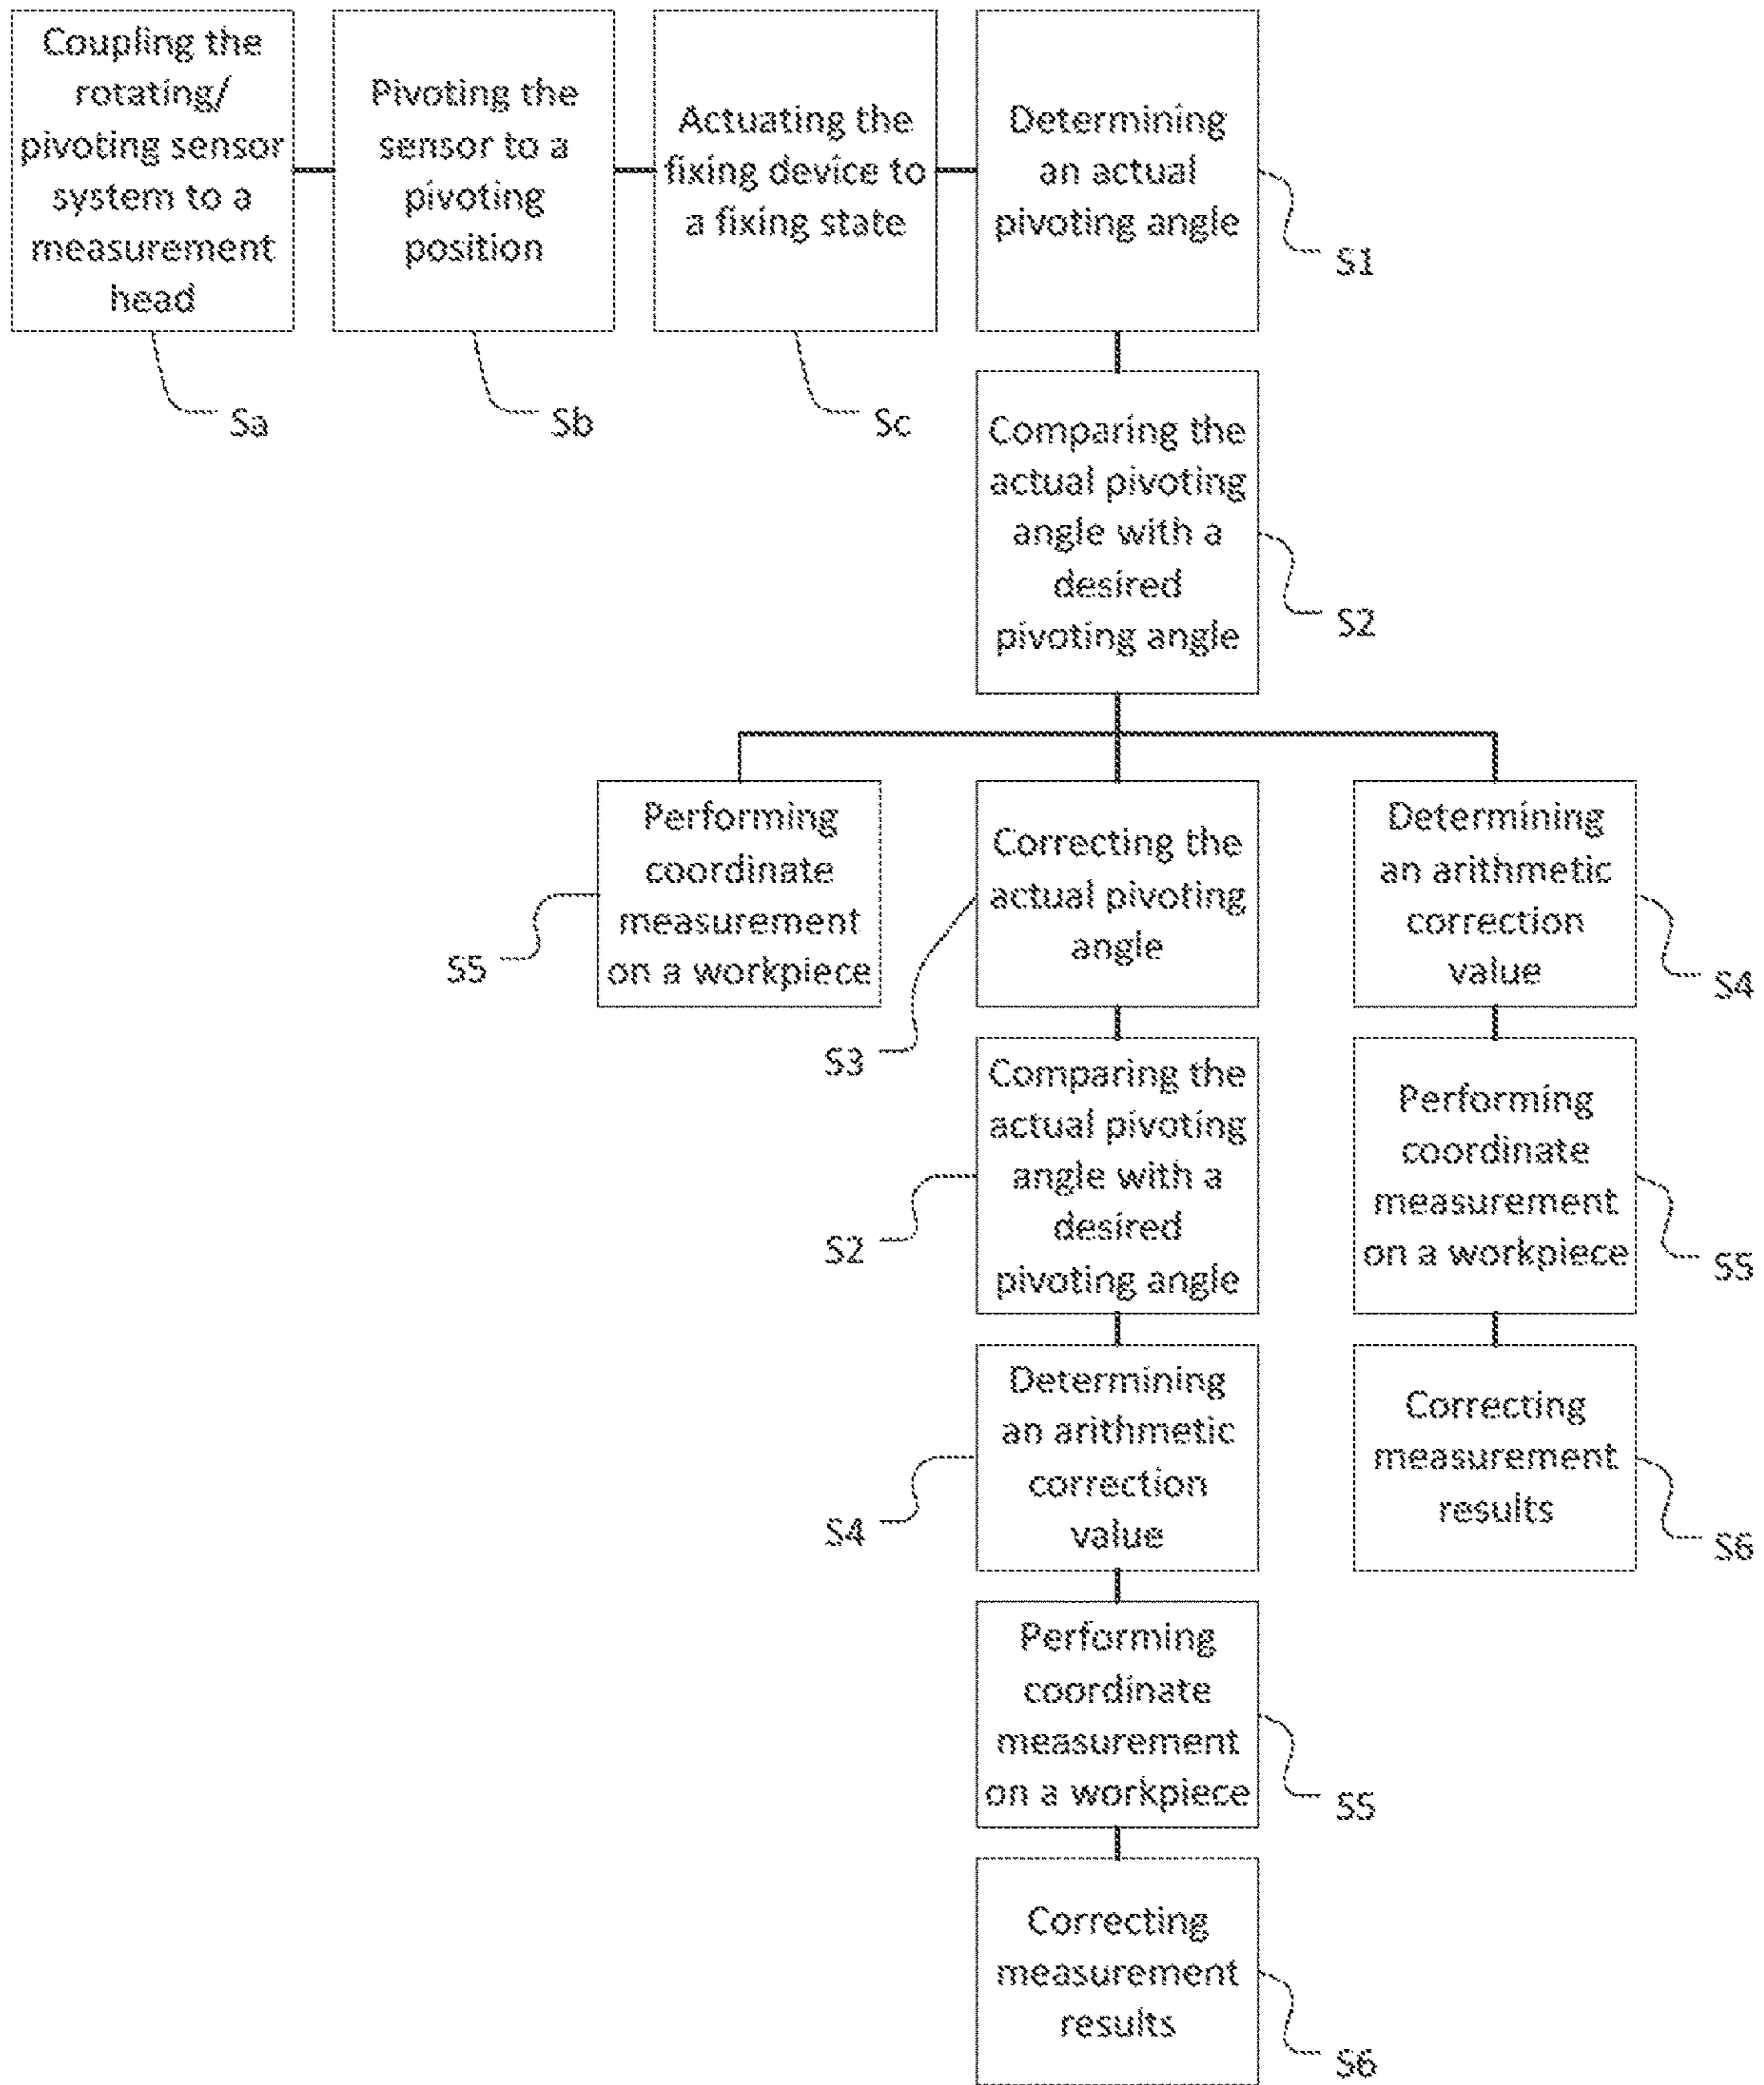 Coupling the
rotating/
pivoting sensor
system to a
measurement
head
Sa
Pivoting the
sensor to a
pivoting
position
Sb
Actuating the
fixing device to
a fixing state
Sc
Determining
an actual
pivoting angle
S1
Comparing the
actual pivoting
angle with a
desired
pivoting angle
S2
Performing
coordinate
measurement
on a workpiece
S5
Correcting the
actual pivoting
angle
S3
Comparing the
actual pivoting
angle with a
desired
pivoting angle
S2
Determining
an arithmetic
correction
value
S4
Performing
coordinate
measurement
on a workpiece
S5
Correcting
measurement
results
S6
Determining
an arithmetic
correction
value
S4
Performing
coordinate
measurement
on a workpiece
S5
Correcting
measurement
results
S6